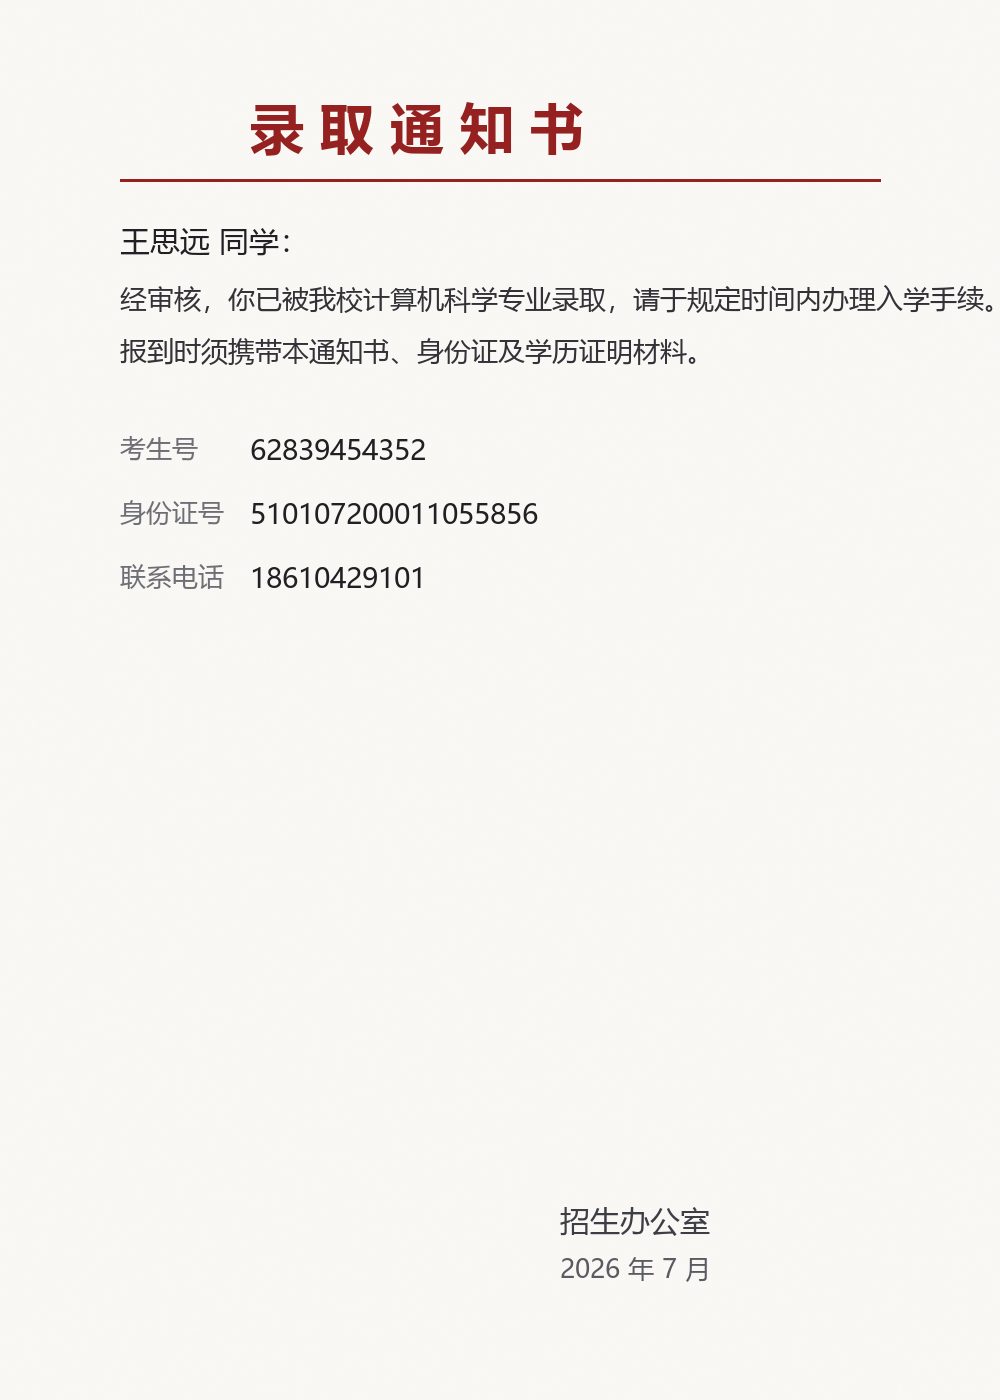 录取通知书
王思远 同学：
经审核，你已被我校计算机科学专业录取，请于规定时间内办理入学手续。
报到时须携带本通知书、身份证及学历证明材料。
考生号 62839454352
身份证号 510107200011055856
联系电话 18610429101
招生办公室
2026 年 7 月